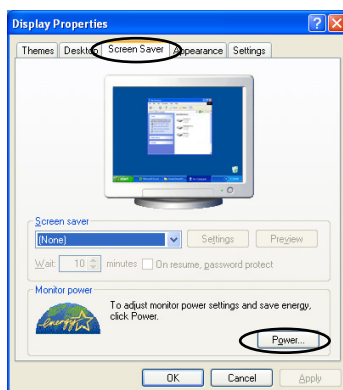 Display Properties
Themes Desktop Screen Saver Appearance Settings
Screen saver
(None) Settings Preview
Wait: 10 minutes On resume, password protect
Monitor power
To adjust monitor power settings and save energy,
click Power.
energy
Power...
OK Cancel Apply